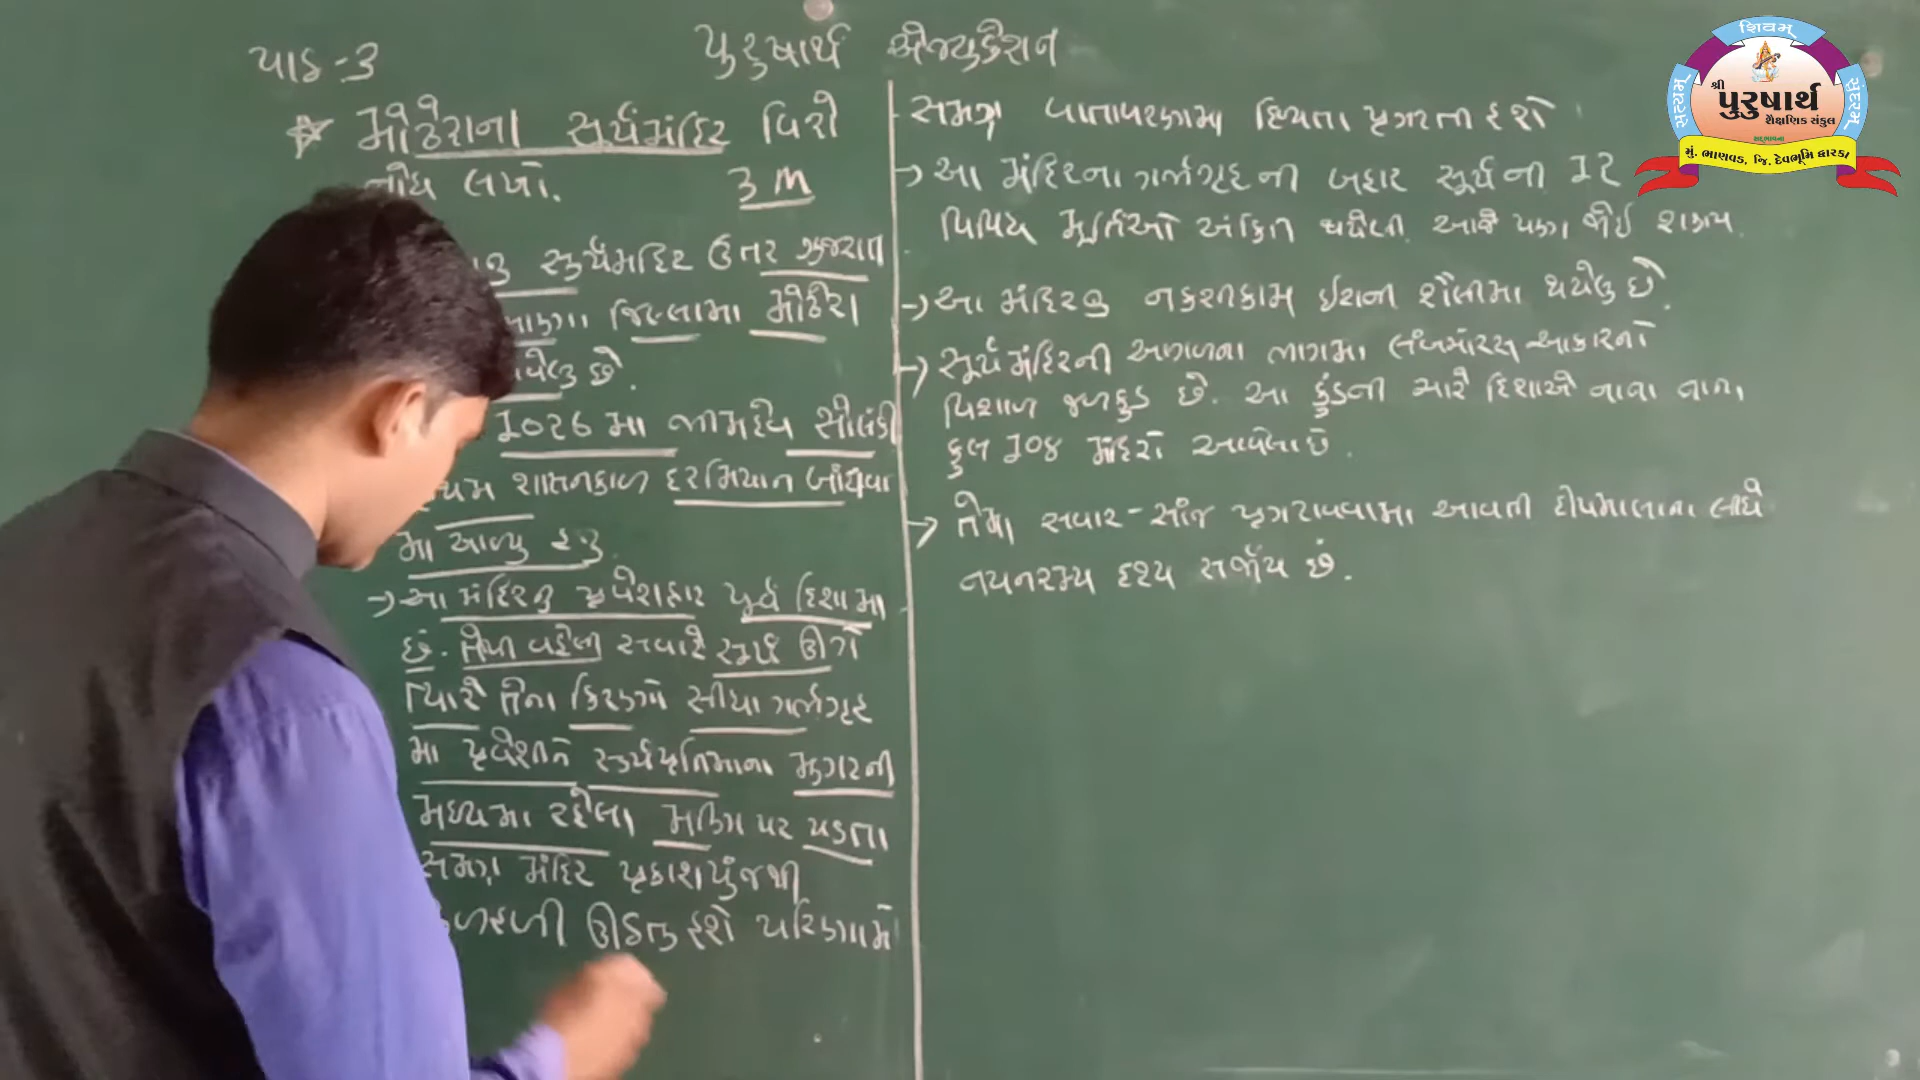 પાઠ-3
પુરુષાર્થ એજ્યુકેશન
મોઢેરાના સૂર્યમંદિર વિશે
નોંધ લખો. 3 M
સુર્યમંદિર ઉત્તર ગુજરાત
જિલ્લામા મોઢેરા
છે.
1026 મા ભીમદેવ સોલંકી
શાસનકાળ દરમિયાન બાંધવા
મા આવ્યુ હતુ.
→ આ મંદિરનુ પ્રવેશદ્વાર પૂર્વ દિશામા
છે. તેથી વહેલી સવારે સૂર્ય ઊગે
ત્યારે તેના કિરણો સીધા ગર્ભગૃહ
મા પ્રવેશીને સૂર્યપ્રતિમાના મુગટની
મધ્યમા રહેલા મણિ પર પડતા
સમગ્ર મંદિર પ્રકાશપુંજથી
ઝળહળી ઊઠતુ હશે પરિણામે
સમગ્ર વાતાવરણમા દિવ્યતા પ્રગટતી હશે.
→ આ મંદિરના ગર્ભગૃહની બહાર સૂર્યની 12
વિવિધ મૂર્તિઓ અંકિત થયેલી આજે પણ જોઈ શકાય.
→ આ મંદિરનુ નકશીકામ ઈરાની શૈલીમા થયેલુ છે.
→ સૂર્યમંદિરની આગળના ભાગમા લંબચોરસ આકારનો
વિશાળ જળકુંડ છે. આ કુંડની ચારે દિશાએ નાના નાના
કુલ 108 મંદિરો આવેલા છે.
→ તેમા સવાર-સાંજ પ્રગટાવવામા આવતી દીપમાલાના લીધે
નયનરમ્ય દશ્ય સર્જાય છે.
શિવમ્
સત્યમ્
સુંદરમ્
શ્રી
પુરુષાર્થ
શૈક્ષણિક સંકુલ
મું. ભાણવડ, જિ. દેવભૂમિ દ્વારકા